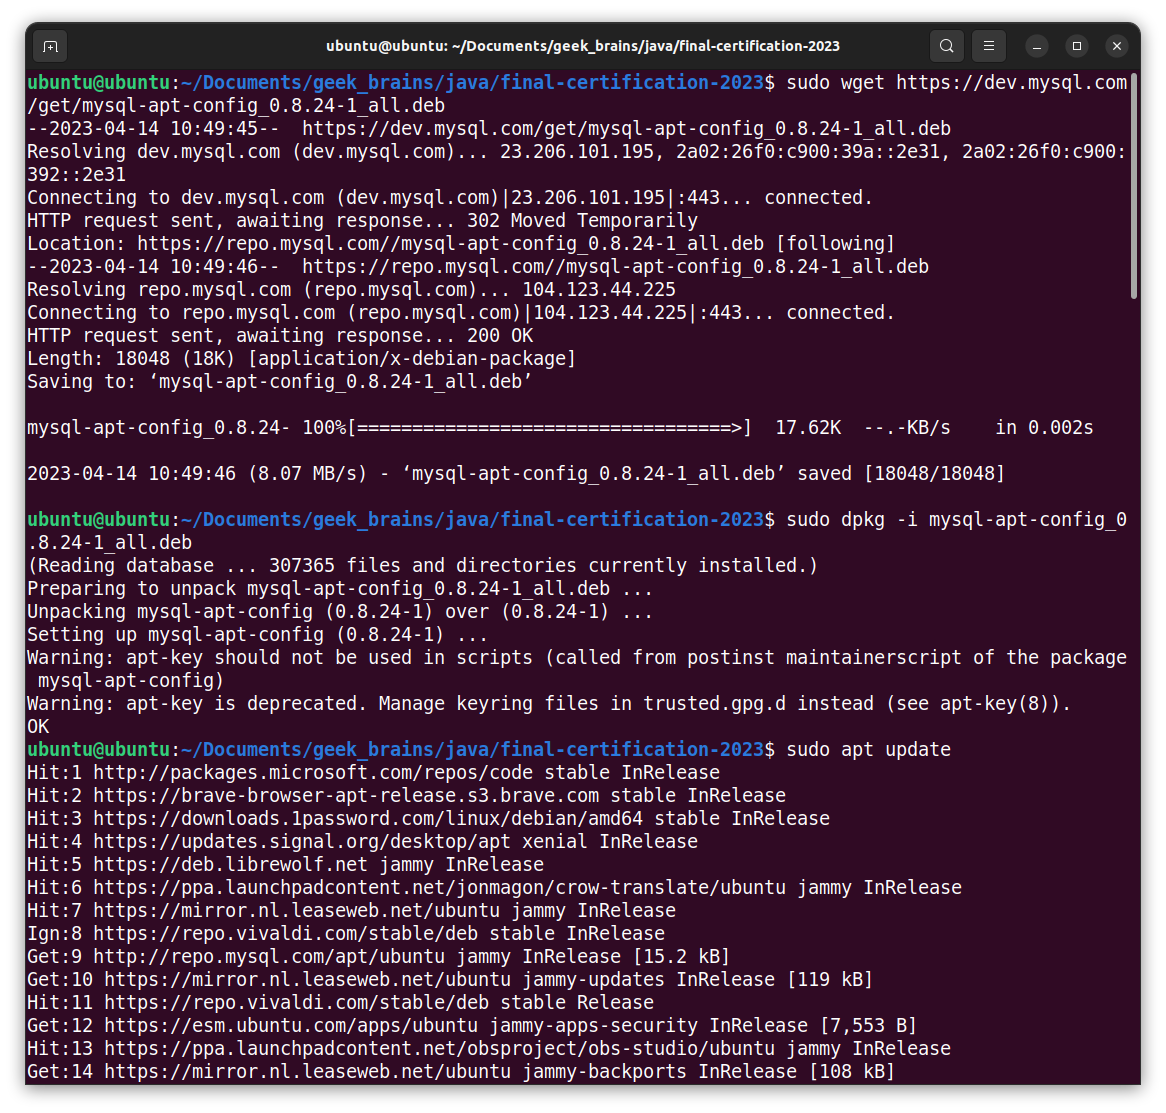 ubuntu@ubuntu: ~/Documents/geek_brains/java/final-certification-2023
ubuntu@ubuntu:~/Documents/geek_brains/java/final-certification-2023$ sudo wget https://dev.mysql.com
/get/mysql-apt-config_0.8.24-1_all.deb
--2023-04-14 10:49:45--  https://dev.mysql.com/get/mysql-apt-config_0.8.24-1_all.deb
Resolving dev.mysql.com (dev.mysql.com)... 23.206.101.195, 2a02:26f0:c900:39a::2e31, 2a02:26f0:c900:
392::2e31
Connecting to dev.mysql.com (dev.mysql.com)|23.206.101.195|:443... connected.
HTTP request sent, awaiting response... 302 Moved Temporarily
Location: https://repo.mysql.com//mysql-apt-config_0.8.24-1_all.deb [following]
--2023-04-14 10:49:46--  https://repo.mysql.com//mysql-apt-config_0.8.24-1_all.deb
Resolving repo.mysql.com (repo.mysql.com)... 104.123.44.225
Connecting to repo.mysql.com (repo.mysql.com)|104.123.44.225|:443... connected.
HTTP request sent, awaiting response... 200 OK
Length: 18048 (18K) [application/x-debian-package]
Saving to: ‘mysql-apt-config_0.8.24-1_all.deb’
mysql-apt-config_0.8.24- 100%[==================================>]  17.62K  --.-KB/s    in 0.002s
2023-04-14 10:49:46 (8.07 MB/s) - ‘mysql-apt-config_0.8.24-1_all.deb’ saved [18048/18048]
ubuntu@ubuntu:~/Documents/geek_brains/java/final-certification-2023$ sudo dpkg -i mysql-apt-config_0
.8.24-1_all.deb
(Reading database ... 307365 files and directories currently installed.)
Preparing to unpack mysql-apt-config_0.8.24-1_all.deb ...
Unpacking mysql-apt-config (0.8.24-1) over (0.8.24-1) ...
Setting up mysql-apt-config (0.8.24-1) ...
Warning: apt-key should not be used in scripts (called from postinst maintainerscript of the package
 mysql-apt-config)
Warning: apt-key is deprecated. Manage keyring files in trusted.gpg.d instead (see apt-key(8)).
OK
ubuntu@ubuntu:~/Documents/geek_brains/java/final-certification-2023$ sudo apt update
Hit:1 http://packages.microsoft.com/repos/code stable InRelease
Hit:2 https://brave-browser-apt-release.s3.brave.com stable InRelease
Hit:3 https://downloads.1password.com/linux/debian/amd64 stable InRelease
Hit:4 https://updates.signal.org/desktop/apt xenial InRelease
Hit:5 https://deb.librewolf.net jammy InRelease
Hit:6 https://ppa.launchpadcontent.net/jonmagon/crow-translate/ubuntu jammy InRelease
Hit:7 https://mirror.nl.leaseweb.net/ubuntu jammy InRelease
Ign:8 https://repo.vivaldi.com/stable/deb stable InRelease
Get:9 http://repo.mysql.com/apt/ubuntu jammy InRelease [15.2 kB]
Get:10 https://mirror.nl.leaseweb.net/ubuntu jammy-updates InRelease [119 kB]
Hit:11 https://repo.vivaldi.com/stable/deb stable Release
Get:12 https://esm.ubuntu.com/apps/ubuntu jammy-apps-security InRelease [7,553 B]
Hit:13 https://ppa.launchpadcontent.net/obsproject/obs-studio/ubuntu jammy InRelease
Get:14 https://mirror.nl.leaseweb.net/ubuntu jammy-backports InRelease [108 kB]